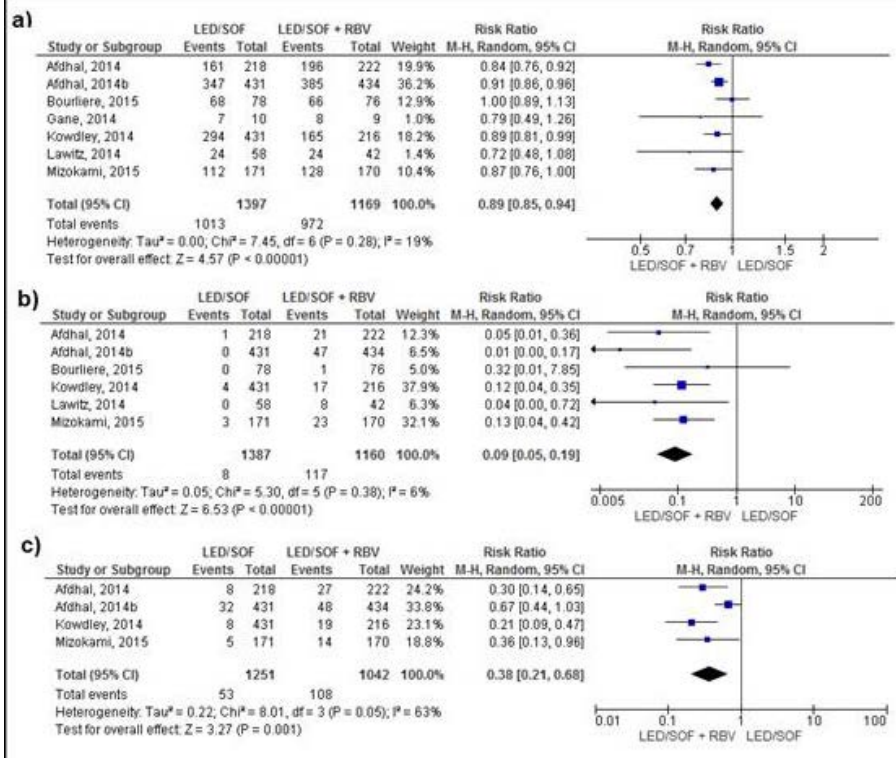 a)
LED/SOF LED/SOF + RBV Risk Ratio Risk Ratio
Study or Subgroup Events Total Events Total Weight M-H, Random, 95% CI M-H, Random, 95% CI
Afdhal, 2014 161 218 196 222 19.9% 0.84 [0.76, 0.92]
Afdhal, 2014b 347 431 385 434 36.2% 0.91 [0.86, 0.96]
Bourliere, 2015 68 78 66 76 12.9% 1.00 [0.89, 1.13]
Gane, 2014 7 10 8 9 1.0% 0.79 [0.49, 1.26]
Kowdley, 2014 294 431 165 216 18.2% 0.89 [0.81, 0.99]
Lawitz, 2014 24 58 24 42 1.4% 0.72 [0.48, 1.08]
Mizokami, 2015 112 171 128 170 10.4% 0.87 [0.76, 1.00]
Total (95% CI) 1397 1169 100.0% 0.89 [0.85, 0.94]
Total events 1013 972
Heterogeneity: Tau² = 0.00; Chi² = 7.45, df = 6 (P = 0.28); I² = 19%
Test for overall effect: Z = 4.57 (P < 0.00001)
0.5 0.7 1 1.5 2
LED/SOF + RBV LED/SOF
b)
LED/SOF LED/SOF + RBV Risk Ratio Risk Ratio
Study or Subgroup Events Total Events Total Weight M-H, Random, 95% CI M-H, Random, 95% CI
Afdhal, 2014 1 218 21 222 12.3% 0.05 [0.01, 0.36]
Afdhal, 2014b 0 431 47 434 6.5% 0.01 [0.00, 0.17]
Bourliere, 2015 0 78 1 76 5.0% 0.32 [0.01, 7.85]
Kowdley, 2014 4 431 17 216 37.9% 0.12 [0.04, 0.35]
Lawitz, 2014 0 58 8 42 6.3% 0.04 [0.00, 0.72]
Mizokami, 2015 3 171 23 170 32.1% 0.13 [0.04, 0.42]
Total (95% CI) 1387 1160 100.0% 0.09 [0.05, 0.19]
Total events 8 117
Heterogeneity: Tau² = 0.05; Chi² = 5.30, df = 5 (P = 0.38); I² = 6%
Test for overall effect: Z = 6.53 (P < 0.00001)
0.005 0.1 1 10 200
LED/SOF + RBV LED/SOF
c)
LED/SOF LED/SOF + RBV Risk Ratio Risk Ratio
Study or Subgroup Events Total Events Total Weight M-H, Random, 95% CI M-H, Random, 95% CI
Afdhal, 2014 8 218 27 222 24.2% 0.30 [0.14, 0.65]
Afdhal, 2014b 32 431 48 434 33.8% 0.67 [0.44, 1.03]
Kowdley, 2014 8 431 19 216 23.1% 0.21 [0.09, 0.47]
Mizokami, 2015 5 171 14 170 18.8% 0.36 [0.13, 0.96]
Total (95% CI) 1251 1042 100.0% 0.38 [0.21, 0.68]
Total events 53 108
Heterogeneity: Tau² = 0.22; Chi² = 8.01, df = 3 (P = 0.05); I² = 63%
Test for overall effect: Z = 3.27 (P = 0.001)
0.01 0.1 1 10 100
LED/SOF + RBV LED/SOF